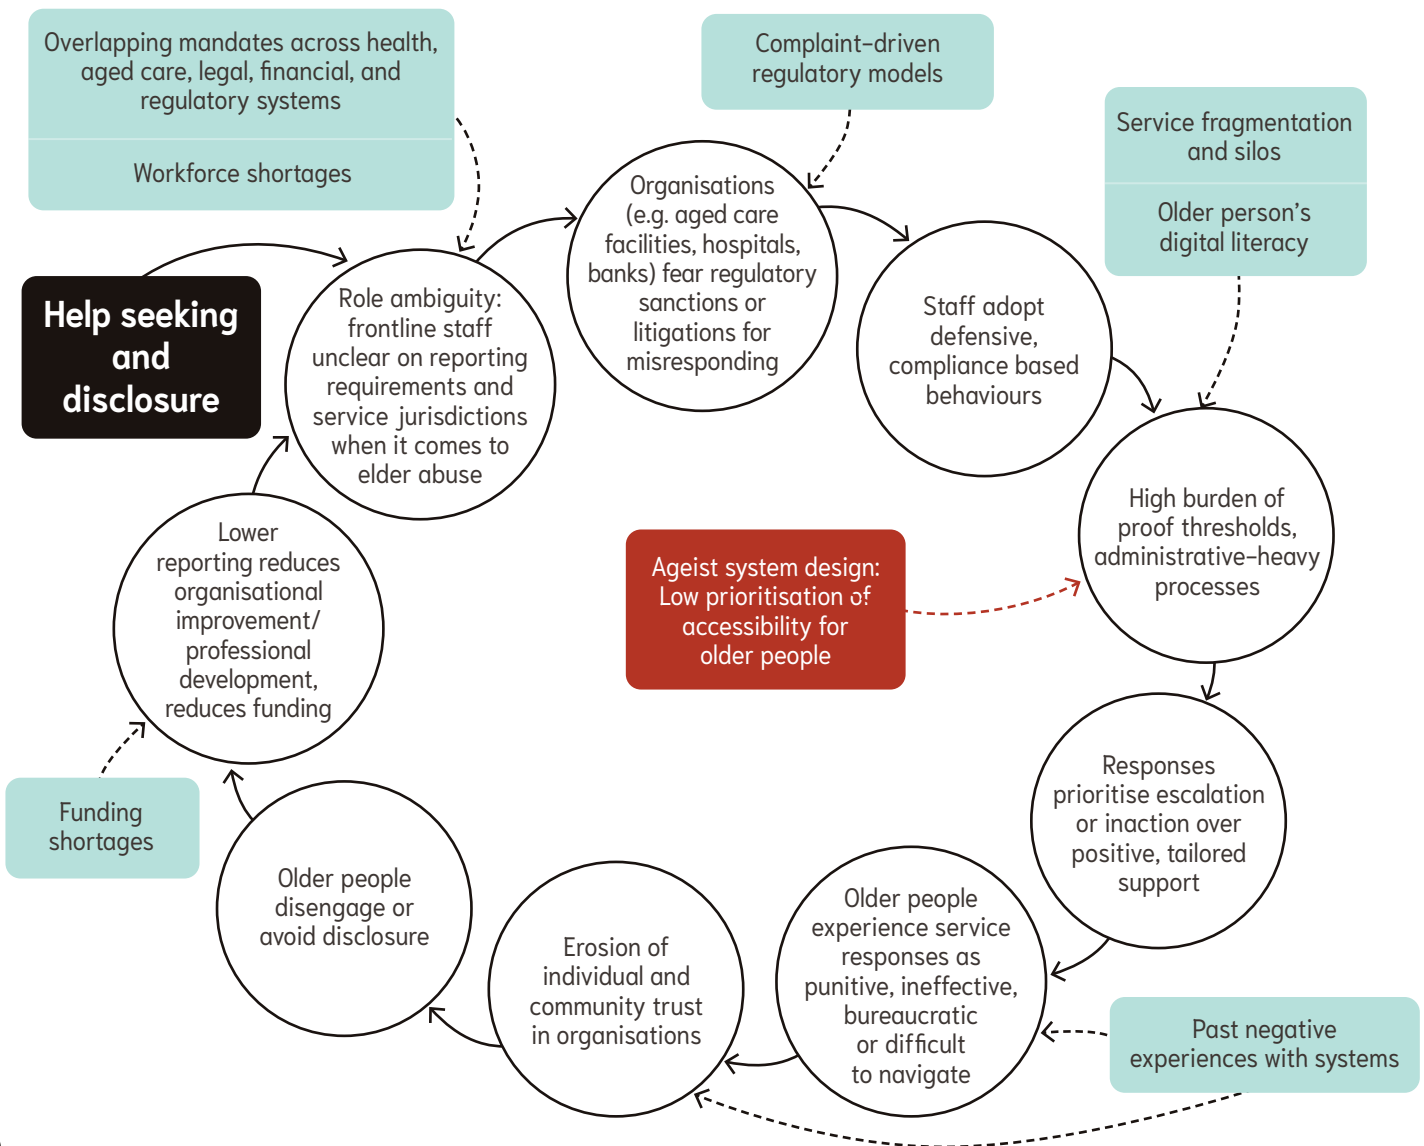 Overlapping mandates across health,
aged care, legal, financial, and
regulatory systems
Workforce shortages
Complaint-driven
regulatory models
Service fragmentation
and silos
Older person's
digital literacy
Help seeking
and
disclosure
Role ambiguity:
frontline staff
unclear on reporting
requirements and
service jurisdictions
when it comes to
elder abuse
Organisations
(e.g. aged care
facilities, hospitals,
banks) fear regulatory
sanctions or
litigations for
misresponding
Staff adopt
defensive,
compliance based
behaviours
High burden of
proof thresholds,
administrative-heavy
processes
Ageist system design:
Low prioritisation of
accessibility for
older people
Responses
prioritise escalation
or inaction over
positive, tailored
support
Older people
experience service
responses as
punitive, ineffective,
bureaucratic
or difficult
to navigate
Past negative
experiences with systems
Erosion of
individual and
community trust
in organisations
Older people
disengage or
avoid disclosure
Lower
reporting reduces
organisational
improvement/
professional
development,
reduces funding
Funding
shortages